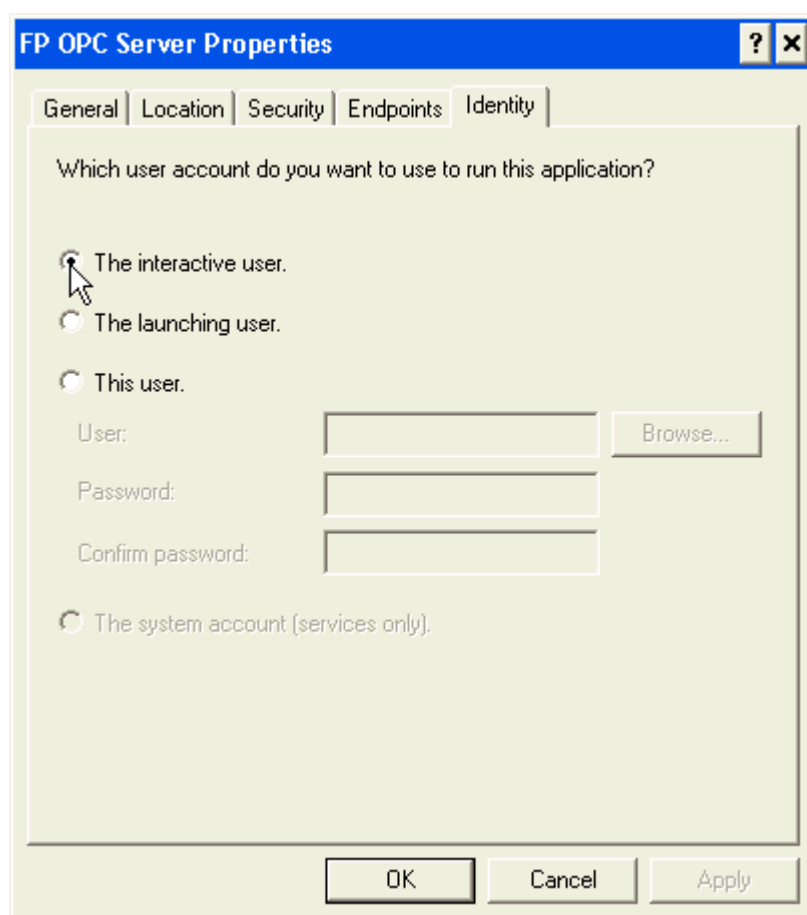 FP OPC Server Properties ?
General Location Security Endpoints Identity
Which user account do you want to use to run this application?
The interactive user.
The launching user.
This user.
User: Browse...
Password:
Confirm password:
The system account (services only).
OK Cancel Apply